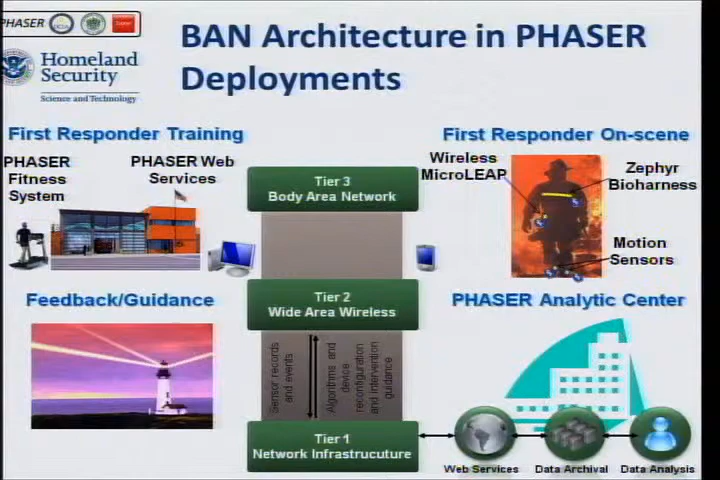 PHASER
Homeland
Security
Science and Technology
BAN Architecture in PHASER
Deployments
First Responder Training
PHASER
Fitness
System
PHASER Web
Services
Tier 3
Body Area Network
First Responder On-scene
Wireless
MicroLEAP
Zephyr
Bioharness
Motion
Sensors
Feedback/Guidance
Tier 2
Wide Area Wireless
PHASER Analytic Center
Sensor records
and events
Algorithms and
device
reconfiguration
and intervention
guidance
Tier 1
Network Infrastrucuture
Web Services
Data Archival
Data Analysis